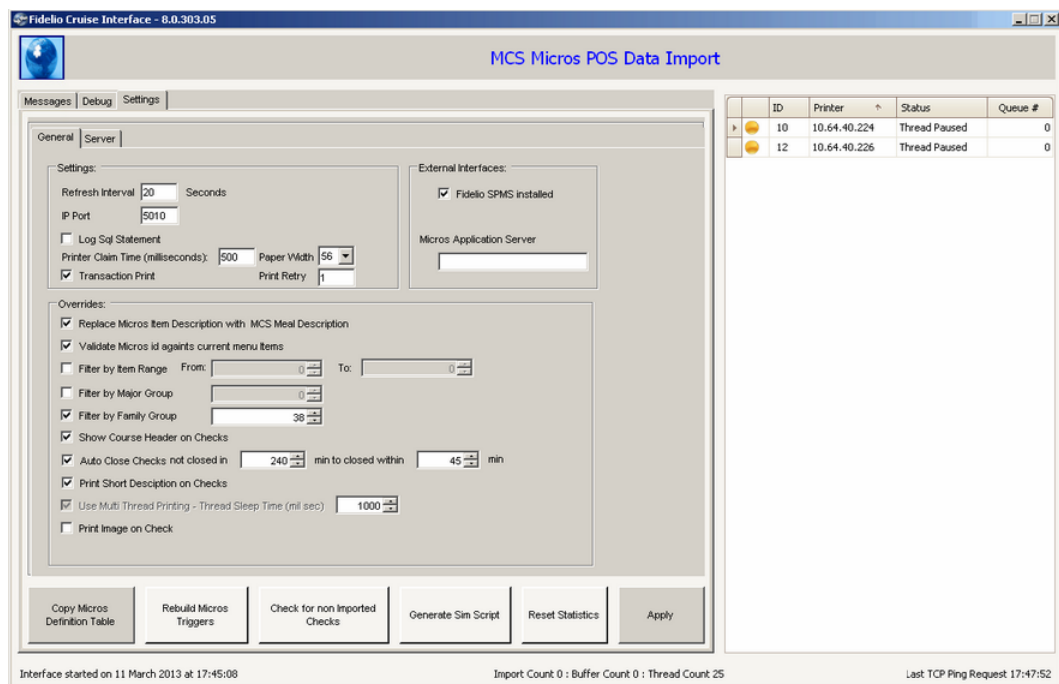 Fidelio Cruise Interface - 8.0.303.05
MCS Micros POS Data Import
Messages Debug Settings
General Server
Settings:
Refresh Interval 20 Seconds
IP Port 5010
Log Sql Statement
Printer Claim Time (milliseconds): 500 Paper Width 56
Transaction Print Print Retry 1
External Interfaces:
Fidelio SPMS installed
Micros Application Server
Overrides:
Replace Micros Item Description with MCS Meal Description
Validate Micros id againts current menu Items
Filter by Item Range From: 0 To: 0
Filter by Major Group 0
Filter by Family Group 38
Show Course Header on Checks
Auto Close Checks not closed in 240 min to closed within 45 min
Print Short Desciption on Checks
Use Multi Thread Printing - Thread Sleep Time (mil sec) 1000
Print Image on Check
Copy Micros
Definition Table
Rebuild Micros
Triggers
Check for non Imported
Checks
Generate Sim Script
Reset Statistics
Apply
ID Printer Status Queue #
10 10.64.40.224 Thread Paused 0
12 10.64.40.226 Thread Paused 0
Interface started on 11 March 2013 at 17:45:08
Import Count 0 : Buffer Count 0 : Thread Count 25
Last TCP Ping Request 17:47:52